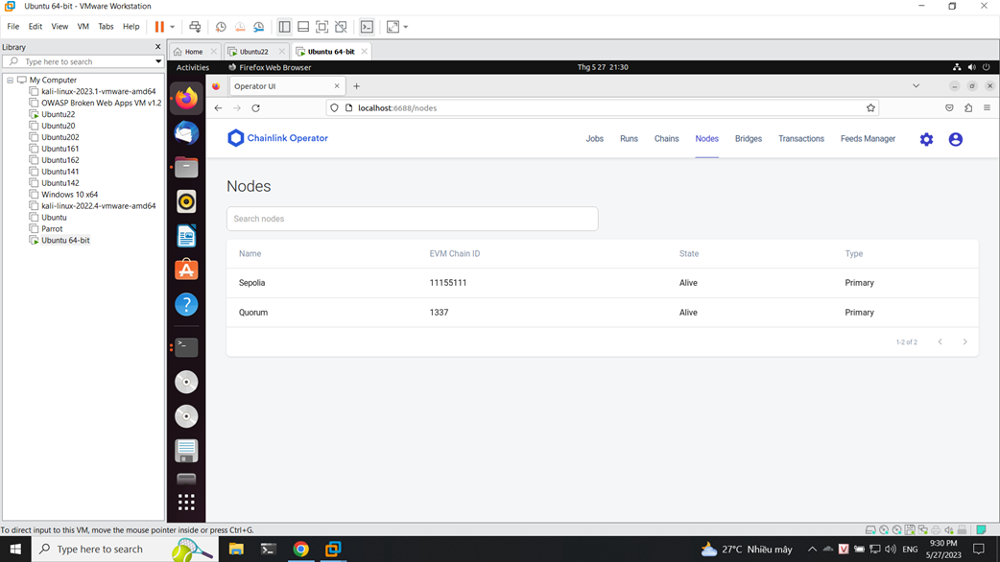 Ubuntu 64-bit - VMware Workstation
File Edit View VM Tabs Help
Library
Type here to search
My Computer
kali-linux-2023.1-vmware-amd64
OWASP Broken Web Apps VM v1.2
Ubuntu22
Ubuntu20
Ubuntu202
Ubuntu161
Ubuntu162
Ubuntu141
Ubuntu142
Windows 10 x64
kali-linux-2022.4-vmware-amd64
Ubuntu
Parrot
Ubuntu 64-bit
Home Ubuntu22 Ubuntu 64-bit
Activities Firefox Web Browser Thg 5 27 21:30
Operator UI
localhost:6688/nodes
Chainlink Operator Jobs Runs Chains Nodes Bridges Transactions Feeds Manager
Nodes
Search nodes
Name EVM Chain ID State Type
Sepolia 11155111 Alive Primary
Quorum 1337 Alive Primary
1-2 of 2
To direct input to this VM, move the mouse pointer inside or press Ctrl+G.
Type here to search 27°C Nhiều mây ENG 9:30 PM
5/27/2023